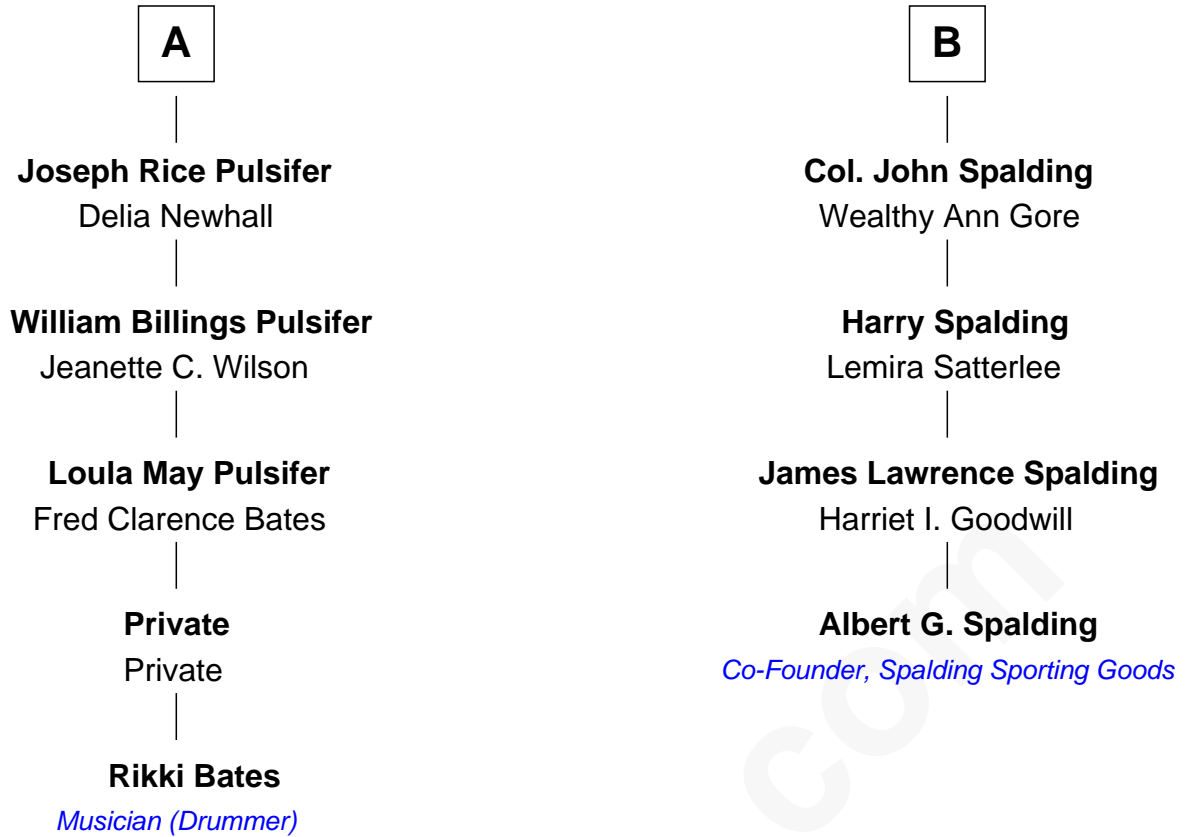 A
Joseph Rice Pulsifer
Delia Newhall
William Billings Pulsifer
Jeanette C. Wilson
Loula May Pulsifer
Fred Clarence Bates
Private
Private
Rikki Bates
Musician (Drummer)
B
Col. John Spalding
Wealthy Ann Gore
Harry Spalding
Lemira Satterlee
James Lawrence Spalding
Harriet I. Goodwill
Albert G. Spalding
Co-Founder, Spalding Sporting Goods
com